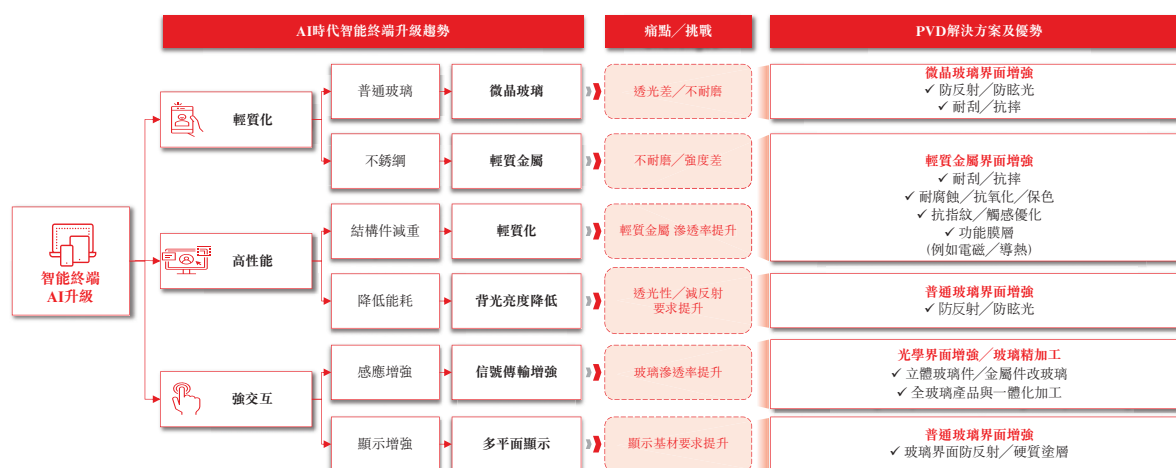 AI時代智能終端升級趨勢
痛點／挑戰
PVD解決方案及優勢
智能終端
AI升級
輕質化
普通玻璃
微晶玻璃
透光差／不耐磨
微晶玻璃界面增強
✓ 防反射／防眩光
✓ 耐刮／抗摔
不銹鋼
輕質金屬
不耐磨／強度差
輕質金屬界面增強
✓ 耐刮／抗摔
✓ 耐腐蝕／抗氧化／保色
✓ 抗指紋／觸感優化
✓ 功能膜層
(例如電磁／導熱)
高性能
結構件減重
輕質化
輕質金屬 滲透率提升
降低能耗
背光亮度降低
透光性／減反射
要求提升
普通玻璃界面增強
✓ 防反射／防眩光
強交互
感應增強
信號傳輸增強
玻璃滲透率提升
光學界面增強／玻璃精加工
✓ 立體玻璃件／金屬件改玻璃
✓ 全玻璃產品與一體化加工
顯示增強
多平面顯示
顯示基材要求提升
普通玻璃界面增強
✓ 玻璃界面防反射／硬質塗層